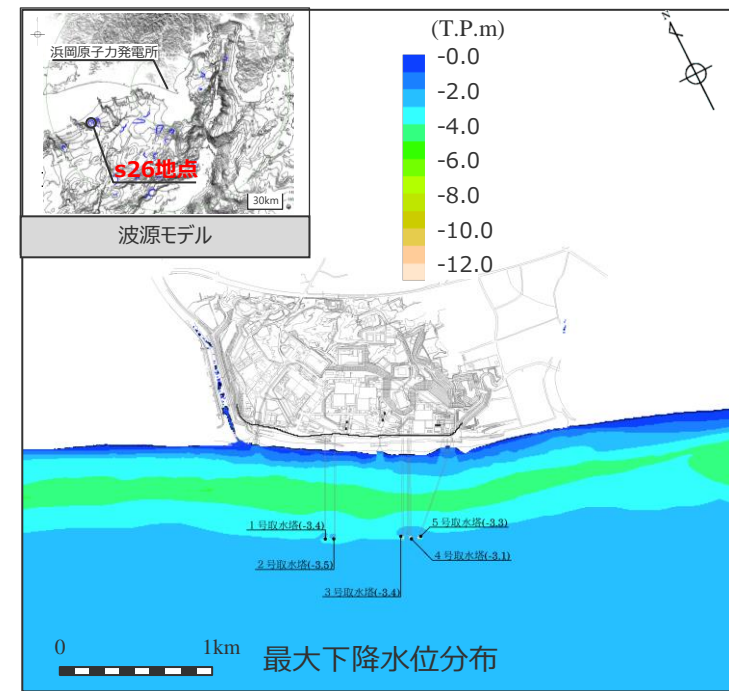 浜岡原子力発電所
s26地点
30km
波源モデル
(T.P.m)
-0.0
-2.0
-4.0
-6.0
-8.0
-10.0
-12.0
N
1号取水塔(-3.4)
2号取水塔(-3.5)
3号取水塔(-3.4)
4号取水塔(-3.1)
5号取水塔(-3.3)
0 1km
最大下降水位分布